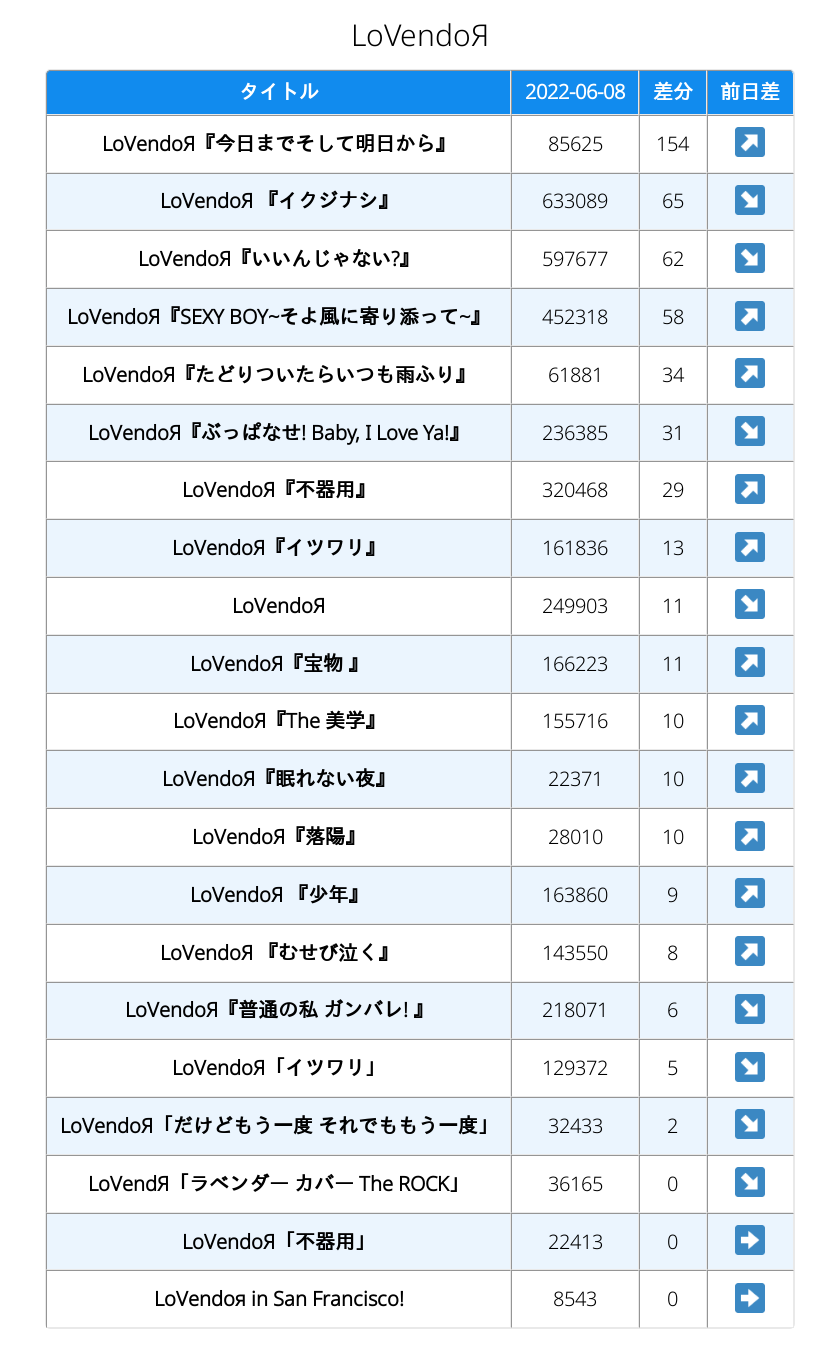 LoVendoЯ
タイトル 2022-06-08 差分 前日差
LoVendoЯ『今日までそして明日から』 85625 154
LoVendoЯ 『イクジナシ』 633089 65
LoVendoЯ『いいんじゃない?』 597677 62
LoVendoЯ『SEXY BOY~そよ風に寄り添って~』 452318 58
LoVendoЯ『たどりついたらいつも雨ふり』 61881 34
LoVendoЯ『ぶっぱなせ! Baby, I Love Ya!』 236385 31
LoVendoЯ『不器用』 320468 29
LoVendoЯ『イツワリ』 161836 13
LoVendoЯ 249903 11
LoVendoЯ『宝物 』 166223 11
LoVendoЯ『The 美学』 155716 10
LoVendoЯ『眠れない夜』 22371 10
LoVendoЯ『落陽』 28010 10
LoVendoЯ 『少年』 163860 9
LoVendoЯ 『むせび泣く』 143550 8
LoVendoЯ『普通の私 ガンバレ! 』 218071 6
LoVendoЯ「イツワリ」 129372 5
LoVendoЯ「だけどもう一度 それでももう一度」 32433 2
LoVendЯ「ラベンダー カバー The ROCK」 36165 0
LoVendoЯ「不器用」 22413 0
LoVendoя in San Francisco! 8543 0